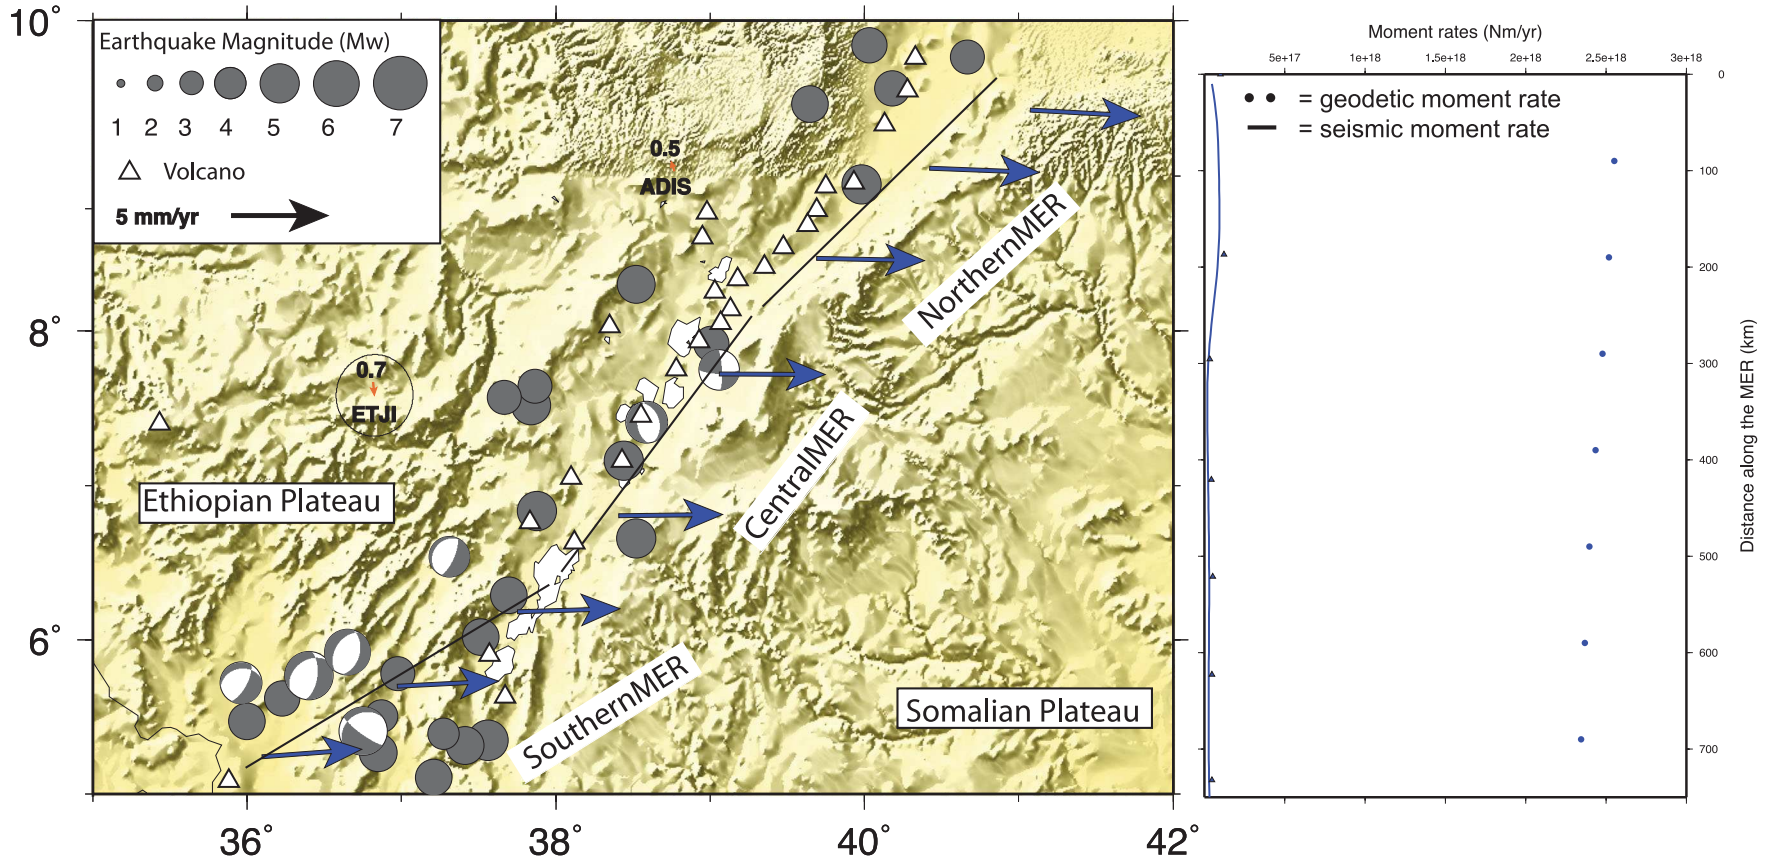 10°
8°
6°
36°
38°
40°
42°
Earthquake Magnitude (Mw)
1 2 3 4 5 6 7
Volcano
5 mm/yr
0.5
ADIS
0.7
ETJI
Ethiopian Plateau
NorthernMER
CentralMER
SouthernMER
Somalian Plateau
Moment rates (Nm/yr)
5e+17 1e+18 1.5e+18 2e+18 2.5e+18 3e+18
= geodetic moment rate
= seismic moment rate
0
100
200
300
400
500
600
700
Distance along the MER (km)